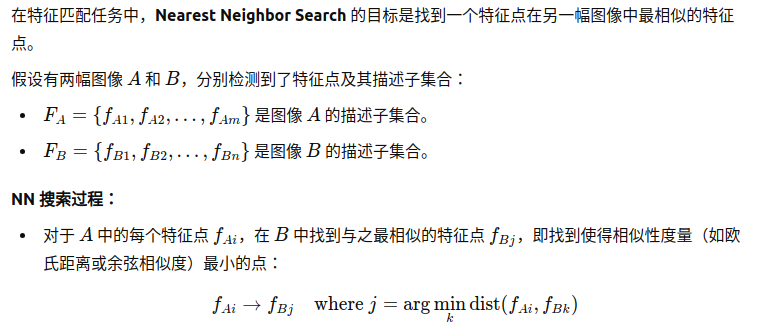 在特征匹配任务中，Nearest Neighbor Search 的目标是找到一个特征点在另一幅图像中最相似的特征
点。
假设有两幅图像 A 和 B，分别检测到了特征点及其描述子集合：
• F_A = {f_{A1}, f_{A2}, …, f_{Am}} 是图像 A 的描述子集合。
• F_B = {f_{B1}, f_{B2}, …, f_{Bn}} 是图像 B 的描述子集合。
NN 搜索过程：
• 对于 A 中的每个特征点 f_{Ai}，在 B 中找到与之最相似的特征点 f_{Bj}，即找到使得相似性度量（如欧
氏距离或余弦相似度）最小的点：
f_{Ai} → f_{Bj} where j = arg min_k dist(f_{Ai}, f_{Bk})